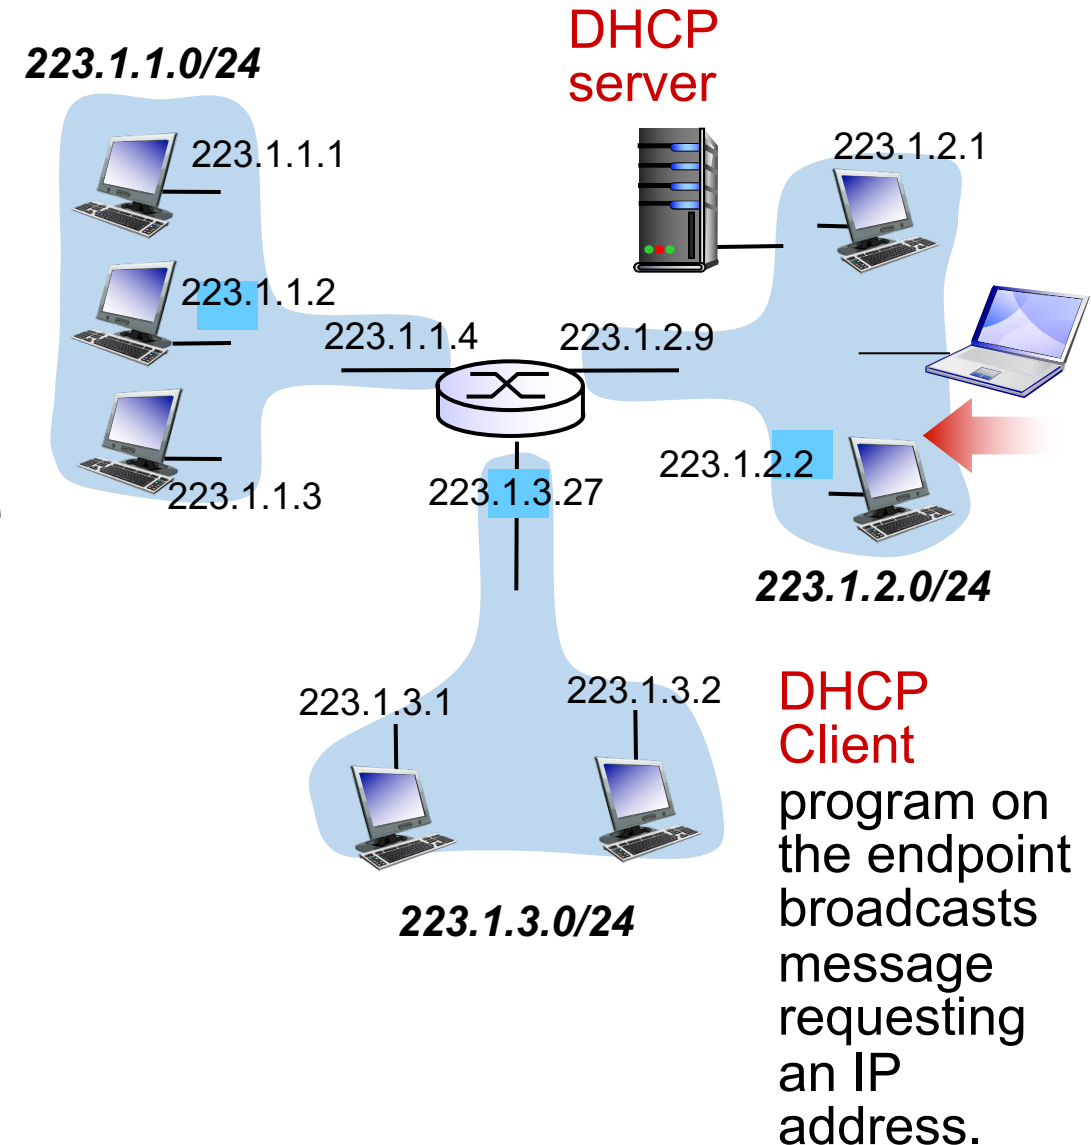 DHCP
server
223.1.1.0/24
223.1.1.1
223.1.2.1
223.1.1.2
223.1.1.4
223.1.2.9
223.1.2.2
223.1.1.3
223.1.3.27
223.1.2.0/24
223.1.3.1
223.1.3.2
223.1.3.0/24
DHCP
Client
program on
the endpoint
broadcasts
message
requesting
an IP
address.